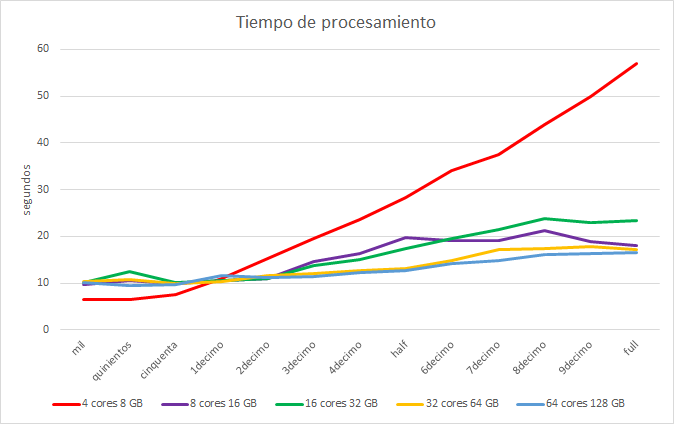 Tiempo de procesamiento
60
50
40
30
20
10
0
segundos
mil
quinientos
cinquenta
1decimo
2decimo
3decimo
4decimo
half
6decimo
7decimo
8decimo
9decimo
full
4 cores 8 GB
8 cores 16 GB
16 cores 32 GB
32 cores 64 GB
64 cores 128 GB